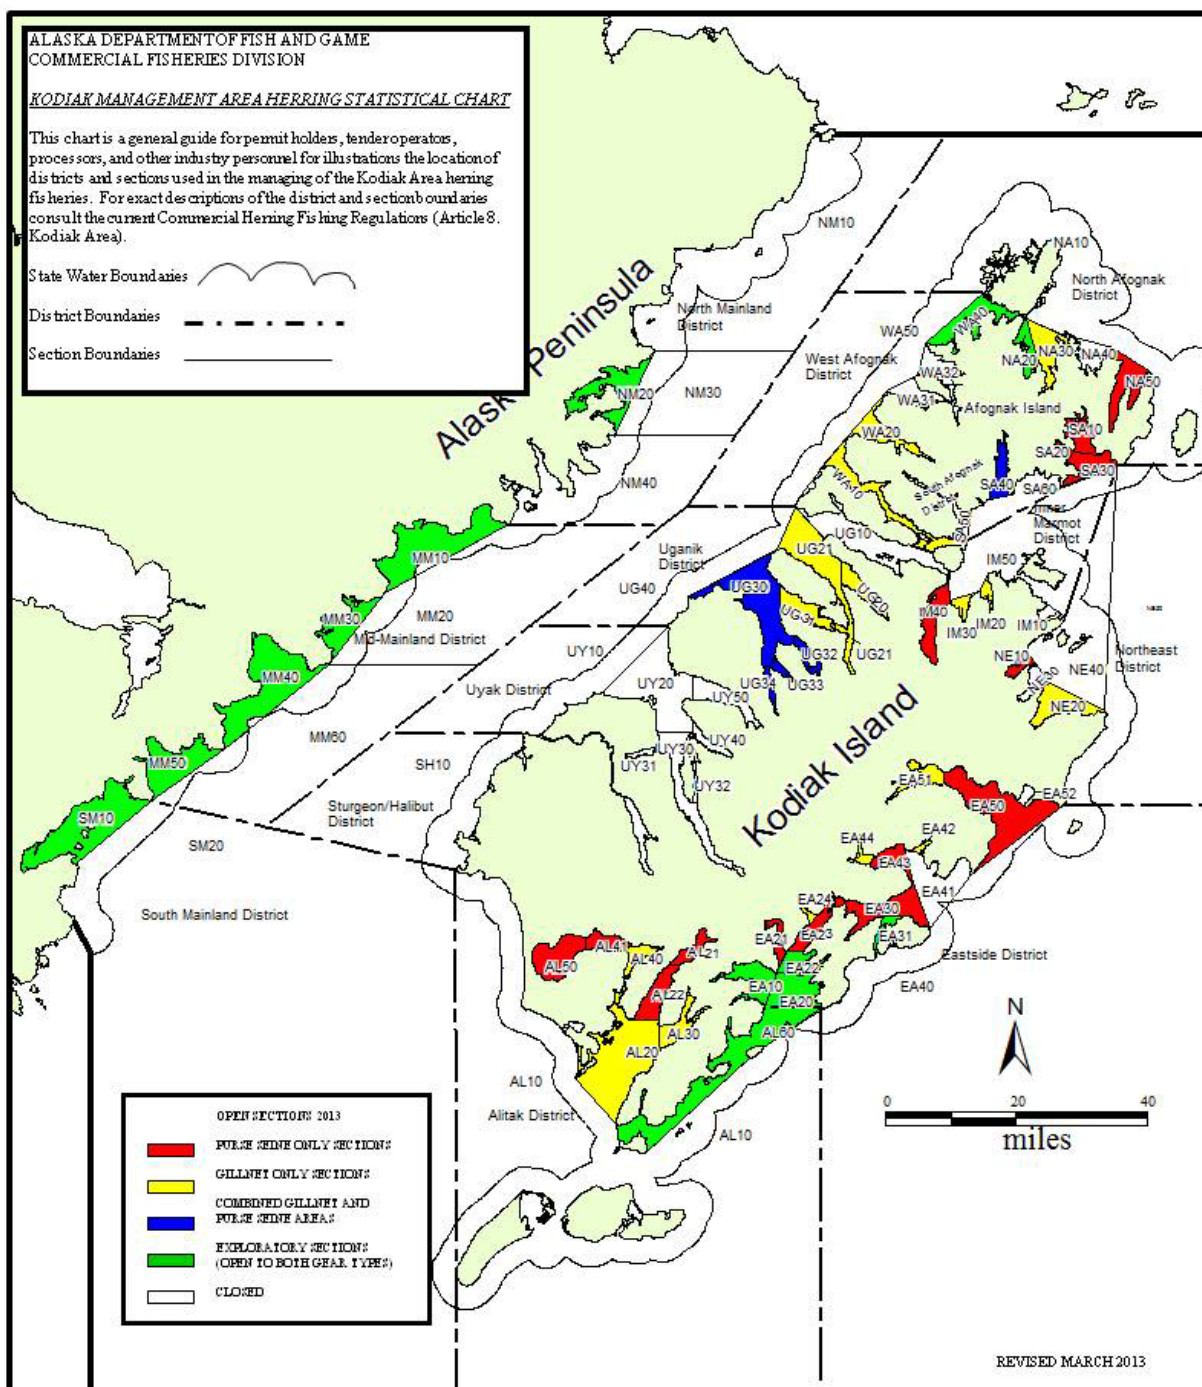 ALASKA DEPARTMENT OF FISH AND GAME
COMMERCIAL FISHERIES DIVISION
KODIAK MANAGEMENT AREA HERRING STATISTICAL CHART
This chart is a general guide for permit holders, tender operators,
processors, and other industry personnel for illustrations the location of
districts and sections used in the managing of the Kodiak Area herring
fisheries. For exact descriptions of the district and section boundaries
consult the current Commercial Herring Fishing Regulations (Article 8.
Kodiak Area).
State Water Boundaries
District Boundaries
Section Boundaries
NM10
NA10
North Afognak
District
Alaska Peninsula
North Mainland
District
WA50
WA40
NA20
NA30
NA40
NA50
West Afognak
District
WA32
WA31
Afognak Island
NM20
NM30
WA20
SA10
SA20
SA30
WA10
South Afognak
District
SA40
SA60
SA50
NM40
Inner
Marmot
District
MM10
Uganik
District
UG10
UG21
IM50
UG40
UG30
UG20
UG31
IM40
IM30
IM20
IM10
MM30
MM20
Mid-Mainland District
UG32
UG21
UG33
UG34
NE10
NE30
NE40
Northeast
District
NE20
MM40
UY10
Uyak District
UY20
UY50
UY40
UY30
UY31
UY32
MM60
MM50
SH10
Kodiak Island
EA51
EA50
EA52
SM10
Sturgeon/Halibut
District
SM20
EA44
EA42
EA43
EA41
South Mainland District
EA24
EA30
EA31
EA23
EA21
EA22
Eastside District
AL50
AL41
AL40
AL21
AL22
EA10
EA20
EA40
AL60
AL30
AL20
N
AL10
Alitak District
AL10
0 20 40
miles
OPEN SECTIONS 2013
PURSE SEINE ONLY SECTIONS
GILLNET ONLY SECTIONS
COMBINED GILLNET AND
PURSE SEINE AREAS
EXPLORATORY SECTIONS
(OPEN TO BOTH GEAR TYPES)
CLOSED
REVISED MARCH 2013